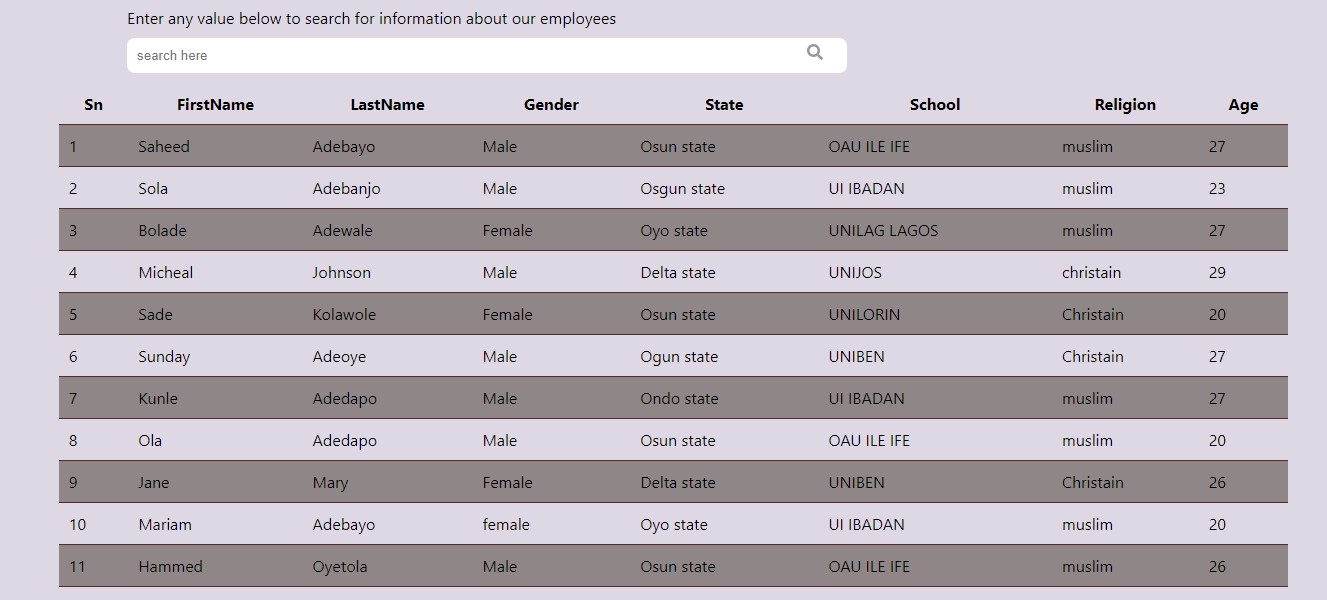 Enter any value below to search for information about our employees
search here
Sn FirstName LastName Gender State School Religion Age
1 Saheed Adebayo Male Osun state OAU ILE IFE muslim 27
2 Sola Adebanjo Male Osgun state UI IBADAN muslim 23
3 Bolade Adewale Female Oyo state UNILAG LAGOS muslim 27
4 Micheal Johnson Male Delta state UNIJOS christain 29
5 Sade Kolawole Female Osun state UNILORIN Christain 20
6 Sunday Adeoye Male Ogun state UNIBEN Christain 27
7 Kunle Adedapo Male Ondo state UI IBADAN muslim 27
8 Ola Adedapo Male Osun state OAU ILE IFE muslim 20
9 Jane Mary Female Delta state UNIBEN Christain 26
10 Mariam Adebayo female Oyo state UI IBADAN muslim 20
11 Hammed Oyetola Male Osun state OAU ILE IFE muslim 26